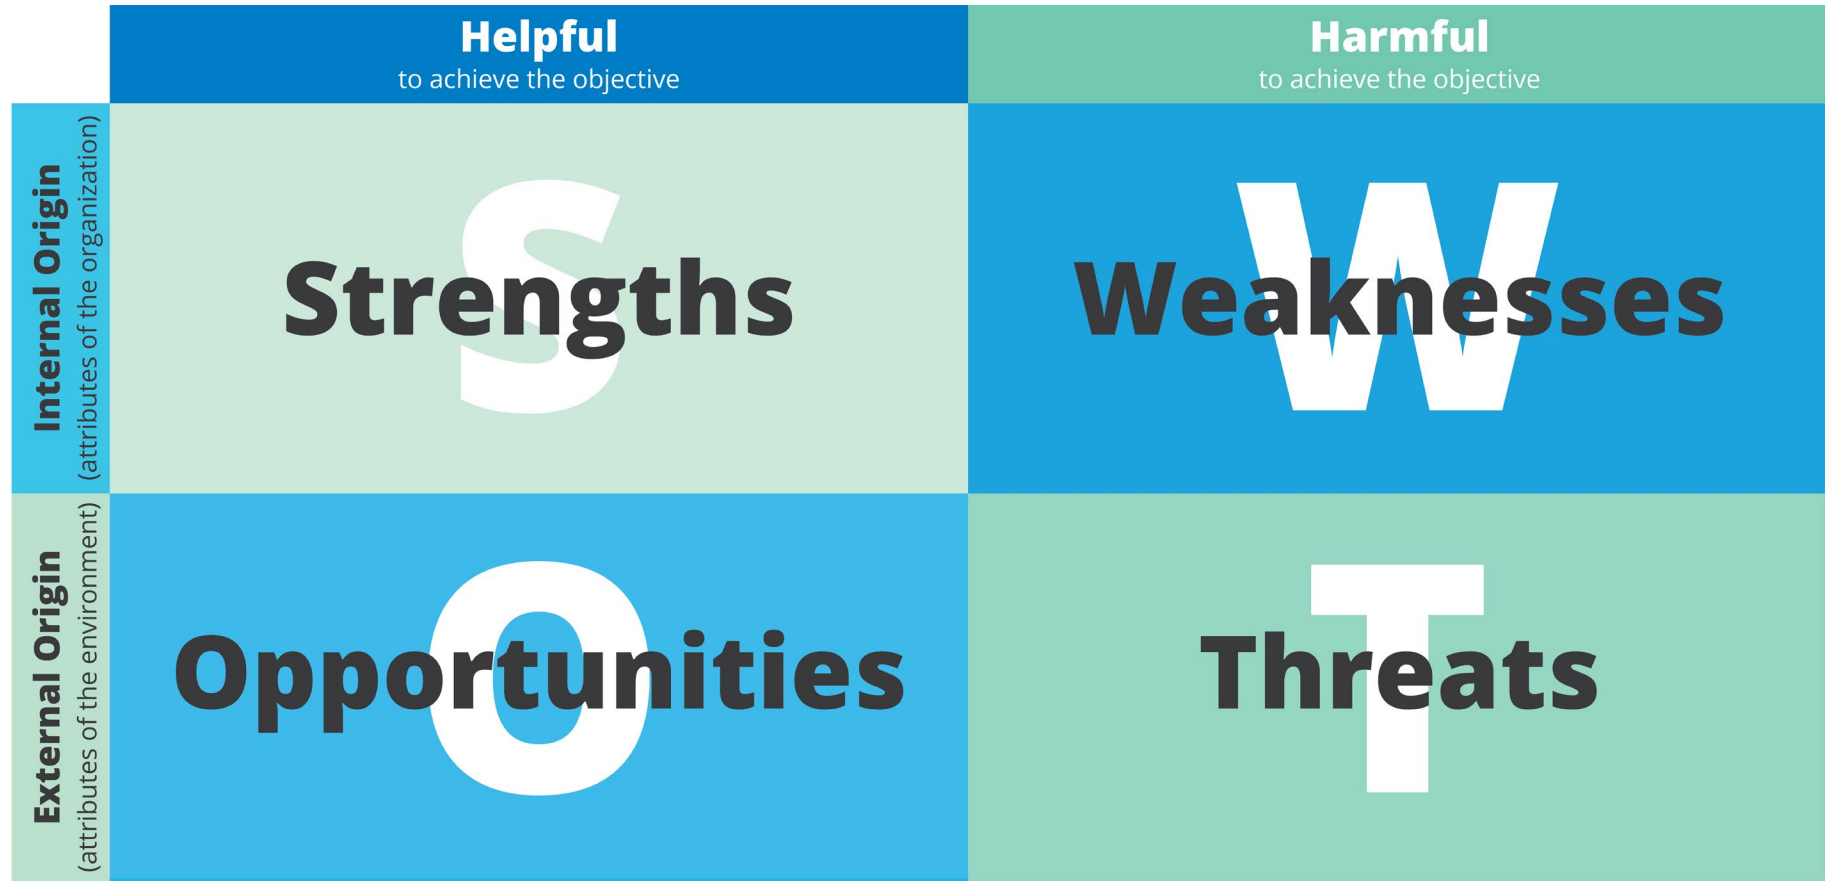 Helpful
to achieve the objective
Harmful
to achieve the objective
Internal Origin
(attributes of the organization)
S
Strengths
W
Weaknesses
External Origin
(attributes of the environment)
O
Opportunities
T
Threats